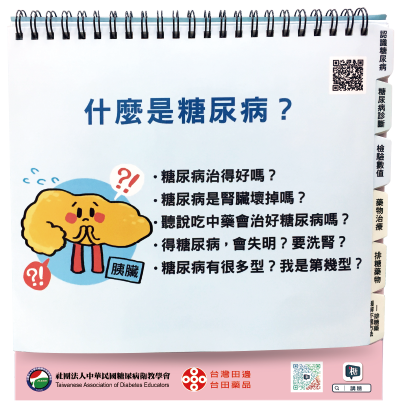 什麼是糖尿病？
?!
?!
胰臟
・糖尿病治得好嗎？
・糖尿病是腎臟壞掉嗎？
・聽說吃中藥會治好糖尿病嗎？
・得糖尿病，會失明？要洗腎？
・糖尿病有很多型？我是第幾型？
認識糖尿病
糖尿病診斷
檢驗數值
藥物治療
排糖藥物
社團法人中華民國糖尿病衛教學會
Taiwanese Association of Diabetes Educators
台灣田邊
台田藥品
糖